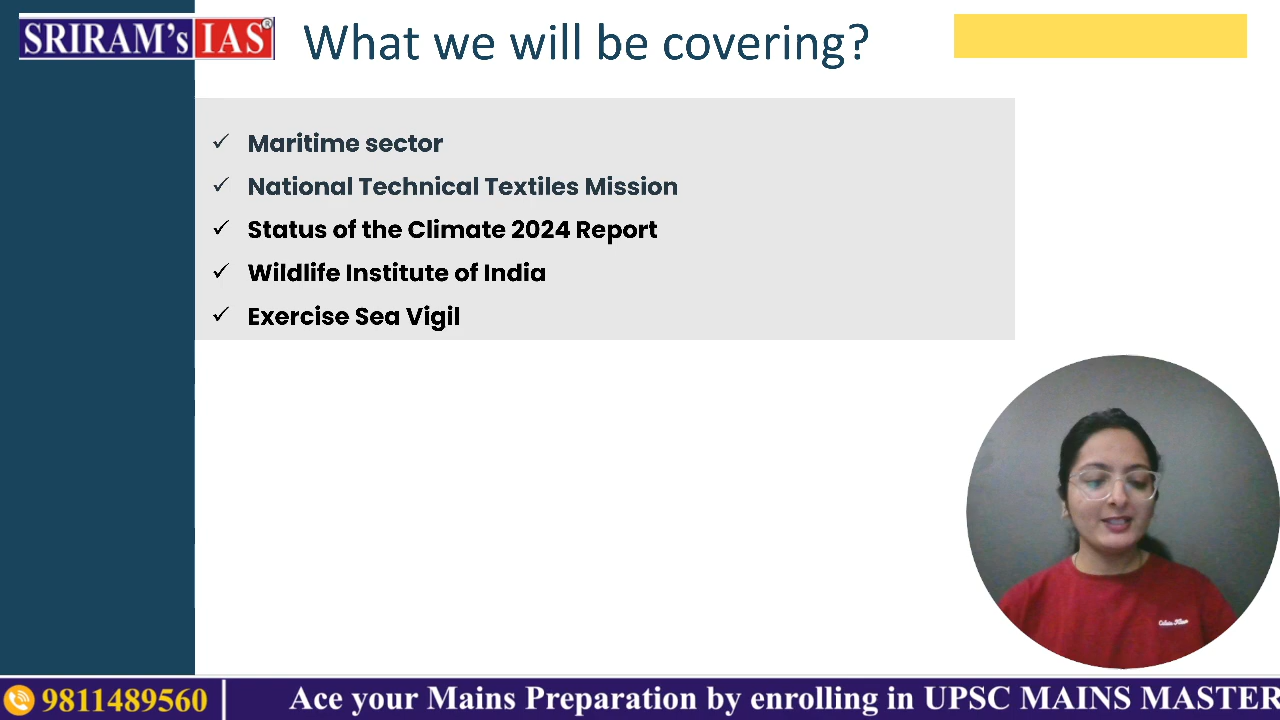 SRIRAM's IAS®
What we will be covering?
✓ Maritime sector
✓ National Technical Textiles Mission
✓ Status of the Climate 2024 Report
✓ Wildlife Institute of India
✓ Exercise Sea Vigil
9811489560 | Ace your Mains Preparation by enrolling in UPSC MAINS MASTER